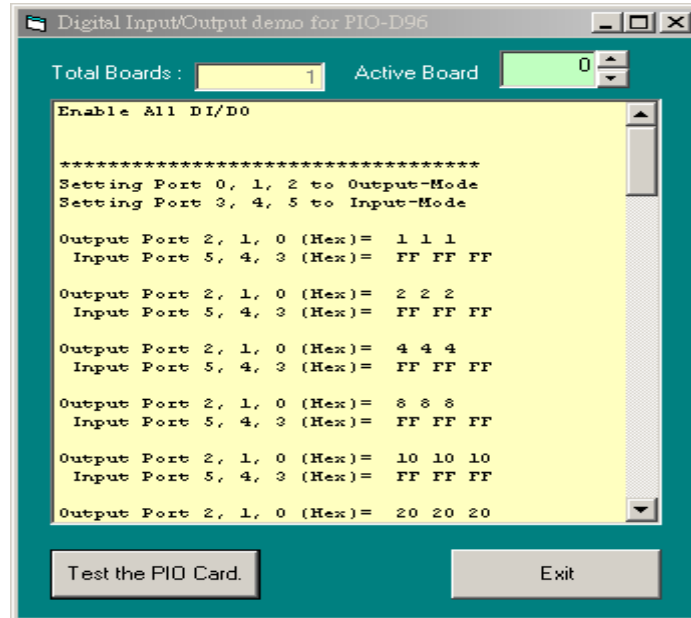 Digital Input/Output demo for PIO-D96
Total Boards : 1 Active Board 0
Enable All DI/DO
***********************************
Setting Port 0, 1, 2 to Output-Mode
Setting Port 3, 4, 5 to Input-Mode
Output Port 2, 1, 0 (Hex)= 1 1 1
Input Port 5, 4, 3 (Hex)= FF FF FF
Output Port 2, 1, 0 (Hex)= 2 2 2
Input Port 5, 4, 3 (Hex)= FF FF FF
Output Port 2, 1, 0 (Hex)= 4 4 4
Input Port 5, 4, 3 (Hex)= FF FF FF
Output Port 2, 1, 0 (Hex)= 8 8 8
Input Port 5, 4, 3 (Hex)= FF FF FF
Output Port 2, 1, 0 (Hex)= 10 10 10
Input Port 5, 4, 3 (Hex)= FF FF FF
Output Port 2, 1, 0 (Hex)= 20 20 20
Test the PIO Card. Exit